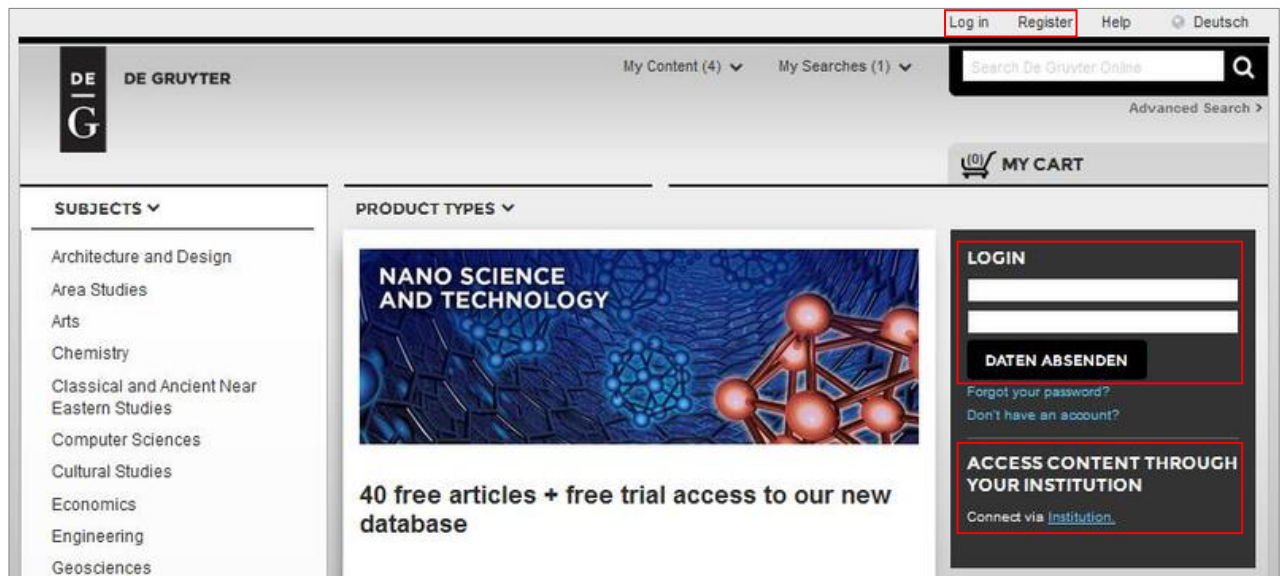 Log in Register Help Deutsch
DE
G
DE GRUYTER
My Content (4) My Searches (1)
Search De Gruyter Online
Advanced Search >
(0) MY CART
SUBJECTS
PRODUCT TYPES
Architecture and Design
Area Studies
Arts
Chemistry
Classical and Ancient Near
Eastern Studies
Computer Sciences
Cultural Studies
Economics
Engineering
Geosciences
NANO SCIENCE
AND TECHNOLOGY
40 free articles + free trial access to our new
database
LOGIN
DATEN ABSENDEN
Forgot your password?
Don't have an account?
ACCESS CONTENT THROUGH
YOUR INSTITUTION
Connect via Institution.